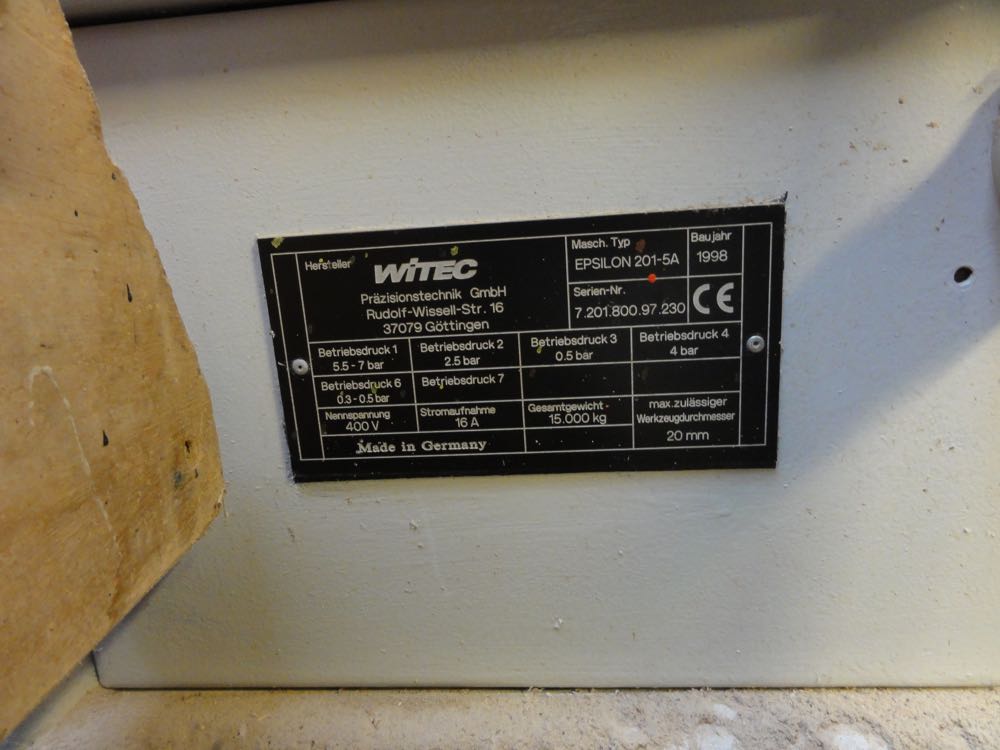 Hersteller
WITEC
Präzisionstechnik GmbH
Rudolf-Wissell-Str. 16
37079 Göttingen
Masch. Typ
EPSILON 201-5A
Baujahr
1998
Serien-Nr.
7.201.800.97.230
CE
Betriebsdruck 1
5.5 - 7 bar
Betriebsdruck 2
2.5 bar
Betriebsdruck 3
0.5 bar
Betriebsdruck 4
4 bar
Betriebsdruck 6
0.3 - 0.5 bar
Betriebsdruck 7
Nennspannung
400 V
Stromaufnahme
16 A
Gesamtgewicht
15.000 kg
max. zulässiger
Werkzeugdurchmesser
20 mm
Made in Germany